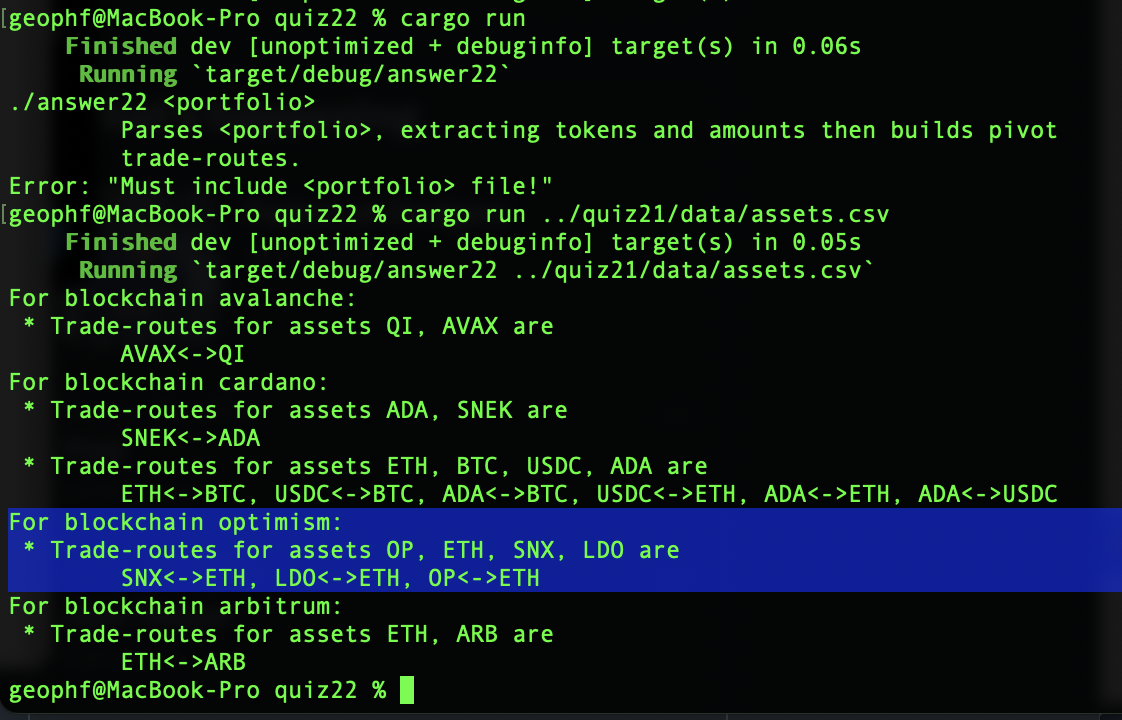 [geophf@MacBook-Pro quiz22 % cargo run
    Finished dev [unoptimized + debuginfo] target(s) in 0.06s
     Running `target/debug/answer22`
./answer22 <portfolio>
        Parses <portfolio>, extracting tokens and amounts then builds pivot
        trade-routes.
Error: "Must include <portfolio> file!"
[geophf@MacBook-Pro quiz22 % cargo run ../quiz21/data/assets.csv
    Finished dev [unoptimized + debuginfo] target(s) in 0.05s
     Running `target/debug/answer22 ../quiz21/data/assets.csv`
For blockchain avalanche:
 * Trade-routes for assets QI, AVAX are
        AVAX<->QI
For blockchain cardano:
 * Trade-routes for assets ADA, SNEK are
        SNEK<->ADA
 * Trade-routes for assets ETH, BTC, USDC, ADA are
        ETH<->BTC, USDC<->BTC, ADA<->BTC, USDC<->ETH, ADA<->ETH, ADA<->USDC
For blockchain optimism:
 * Trade-routes for assets OP, ETH, SNX, LDO are
        SNX<->ETH, LDO<->ETH, OP<->ETH
For blockchain arbitrum:
 * Trade-routes for assets ETH, ARB are
        ETH<->ARB
geophf@MacBook-Pro quiz22 %